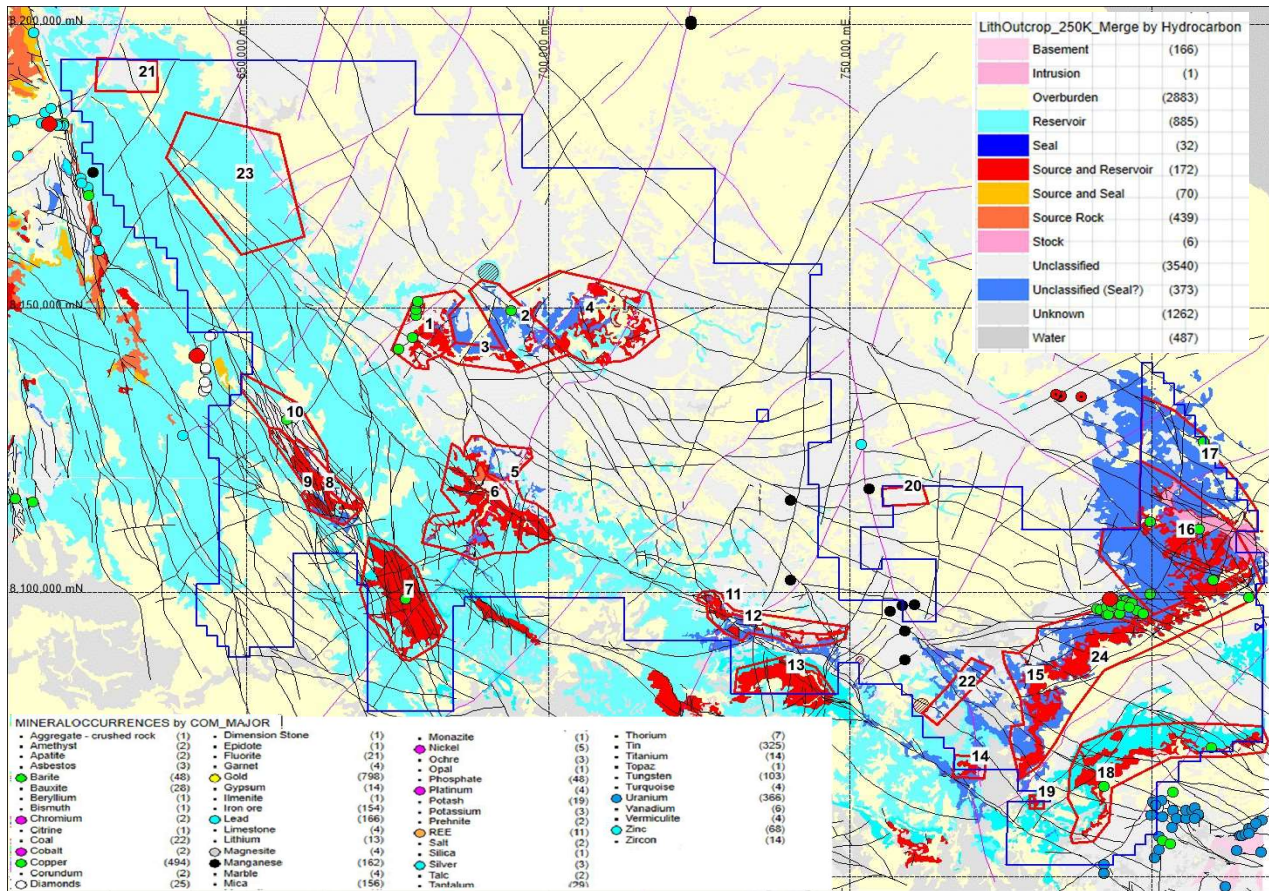 8,200,000 mN
650,000 mE
700,000 mE
750,000 mE
LithOutcrop_250K_Merge by Hydrocarbon
Basement (166)
Intrusion (1)
Overburden (2883)
Reservoir (885)
Seal (32)
Source and Reservoir (172)
Source and Seal (70)
Source Rock (439)
Stock (6)
Unclassified (3540)
Unclassified (Seal?) (373)
Unknown (1262)
Water (487)
21
23
8,150,000 mN
1
2
3
4
10
9
8
5
6
7
8,100,000 mN
20
17
16
11
12
13
22
15
24
14
19
18
MINERALOCCURRENCES by COM_MAJOR
Aggregate - crushed rock (1)
Amethyst (2)
Apatite (2)
Asbestos (3)
Barite (48)
Bauxite (28)
Beryllium (1)
Bismuth (1)
Chromium (2)
Citrine (1)
Coal (22)
Cobalt (2)
Copper (494)
Corundum (2)
Diamonds (25)
Dimension Stone (1)
Epidote (1)
Fluorite (21)
Garnet (4)
Gold (798)
Gypsum (14)
Ilmenite (1)
Iron ore (154)
Lead (166)
Limestone (4)
Lithium (13)
Magnesite (4)
Manganese (162)
Marble (4)
Mica (156)
Monazite (1)
Nickel (5)
Ochre (3)
Opal (1)
Phosphate (48)
Platinum (4)
Potash (19)
Potassium (3)
Prehnite (2)
REE (11)
Salt (2)
Silica (1)
Silver (3)
Talc (2)
Tantalum (29)
Thorium (7)
Tin (325)
Titanium (14)
Topaz (1)
Tungsten (103)
Turquoise (4)
Uranium (366)
Vanadium (6)
Vermiculite (4)
Zinc (68)
Zircon (14)